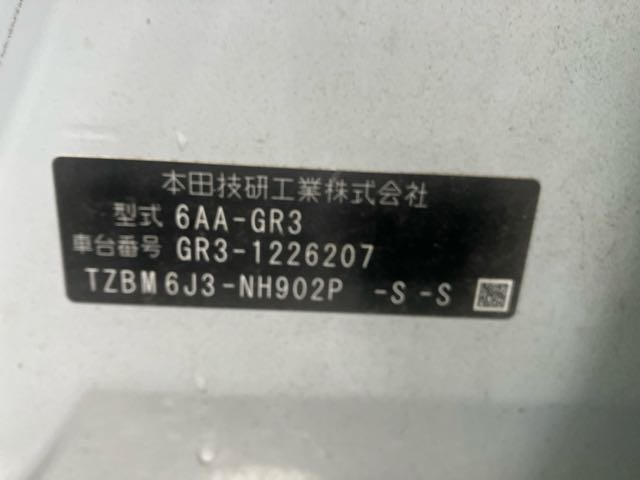 本田技研工業株式会社
型式 6AA-GR3
車台番号 GR3-1226207
TZBM6J3-NH902P -S -S